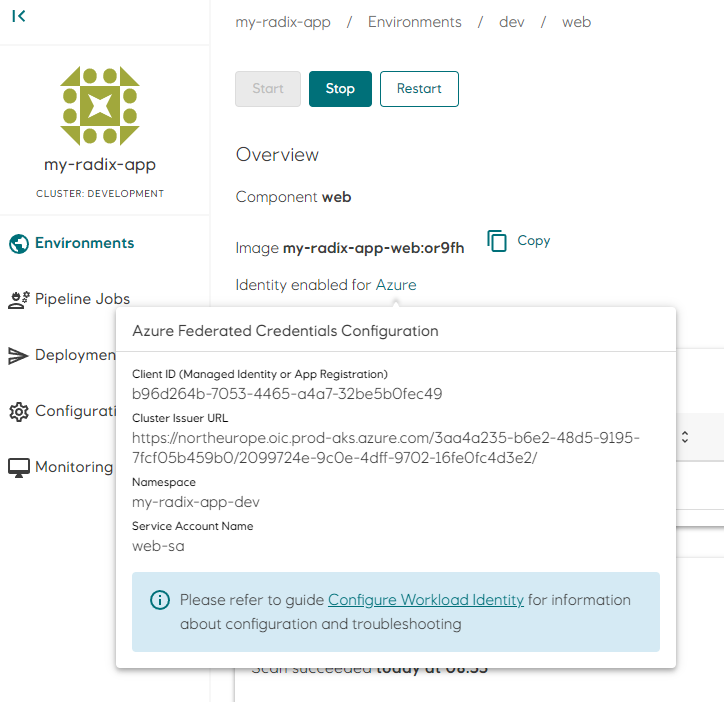 my-radix-app / Environments / dev / web
Start Stop Restart
my-radix-app
CLUSTER: DEVELOPMENT
Environments
Pipeline Jobs
Deploymen
Configurati
Monitoring
Overview
Component web
Image my-radix-app-web:or9fh Copy
Identity enabled for Azure
Azure Federated Credentials Configuration
Client ID (Managed Identity or App Registration)
b96d264b-7053-4465-a4a7-32be5b0fec49
Cluster Issuer URL
https://northeurope.oic.prod-aks.azure.com/3aa4a235-b6e2-48d5-9195-
7fcf05b459b0/2099724e-9c0e-4dff-9702-16fe0fc4d3e2/
Namespace
my-radix-app-dev
Service Account Name
web-sa
Please refer to guide Configure Workload Identity for information
about configuration and troubleshooting
Scan succeeded today at